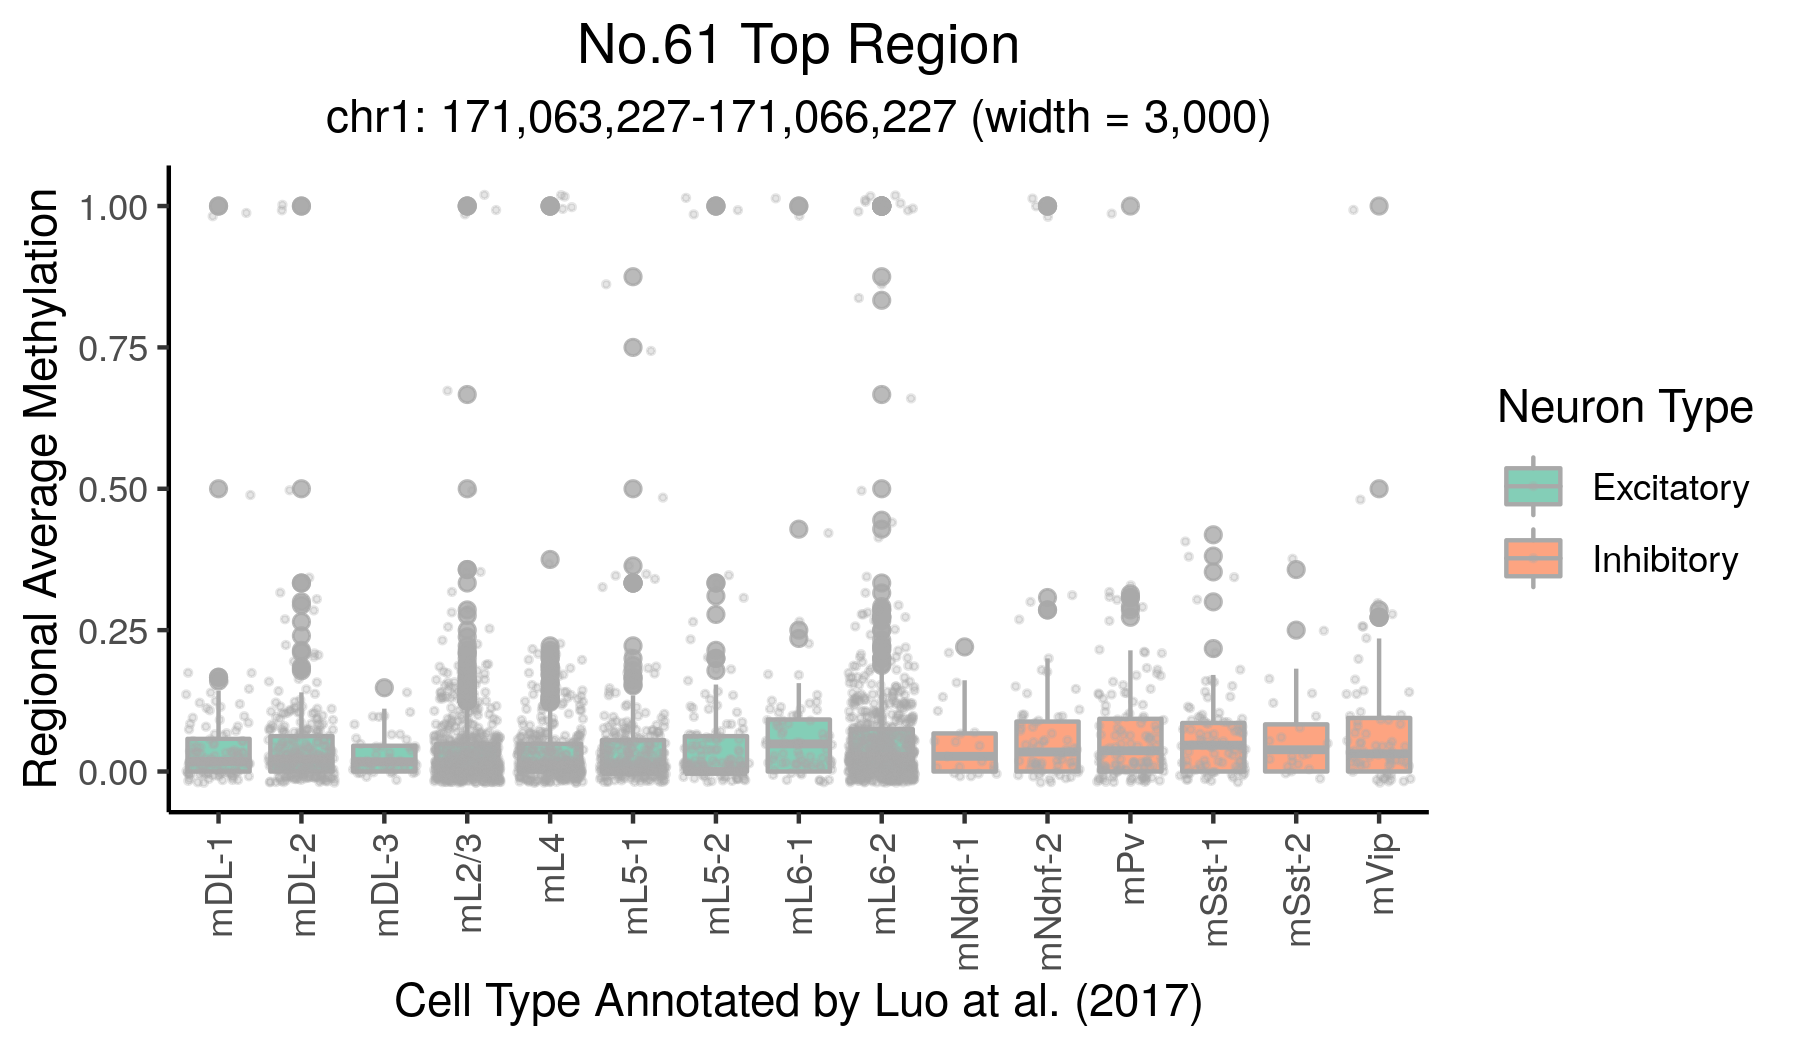 No.61 Top Region
chr1: 171,063,227-171,066,227 (width = 3,000)
Regional Average Methylation
1.00
0.75
0.50
0.25
0.00
mDL-1
mDL-2
mDL-3
mL2/3
mL4
mL5-1
mL5-2
mL6-1
mL6-2
mNdnf-1
mNdnf-2
mPv
mSst-1
mSst-2
mVip
Cell Type Annotated by Luo at al. (2017)
Neuron Type
Excitatory
Inhibitory